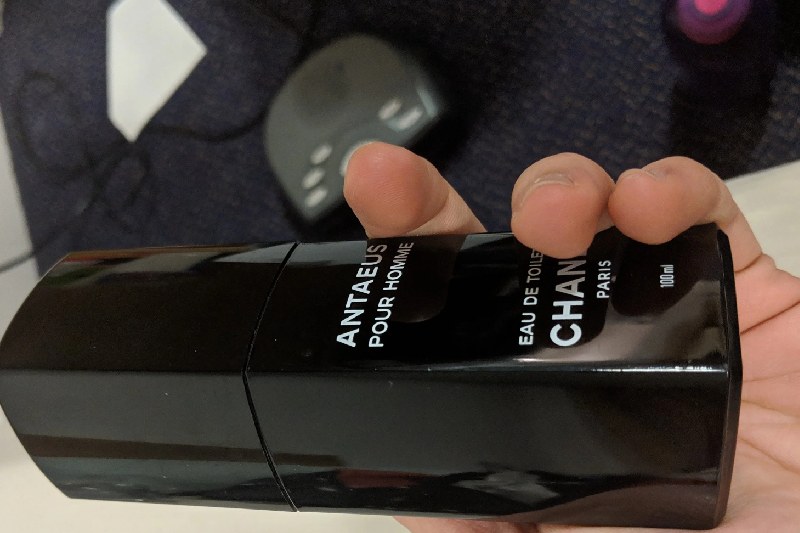 ANTAEUS
POUR HOMME
EAU DE TOILE
CHAN
PARIS
100 ml